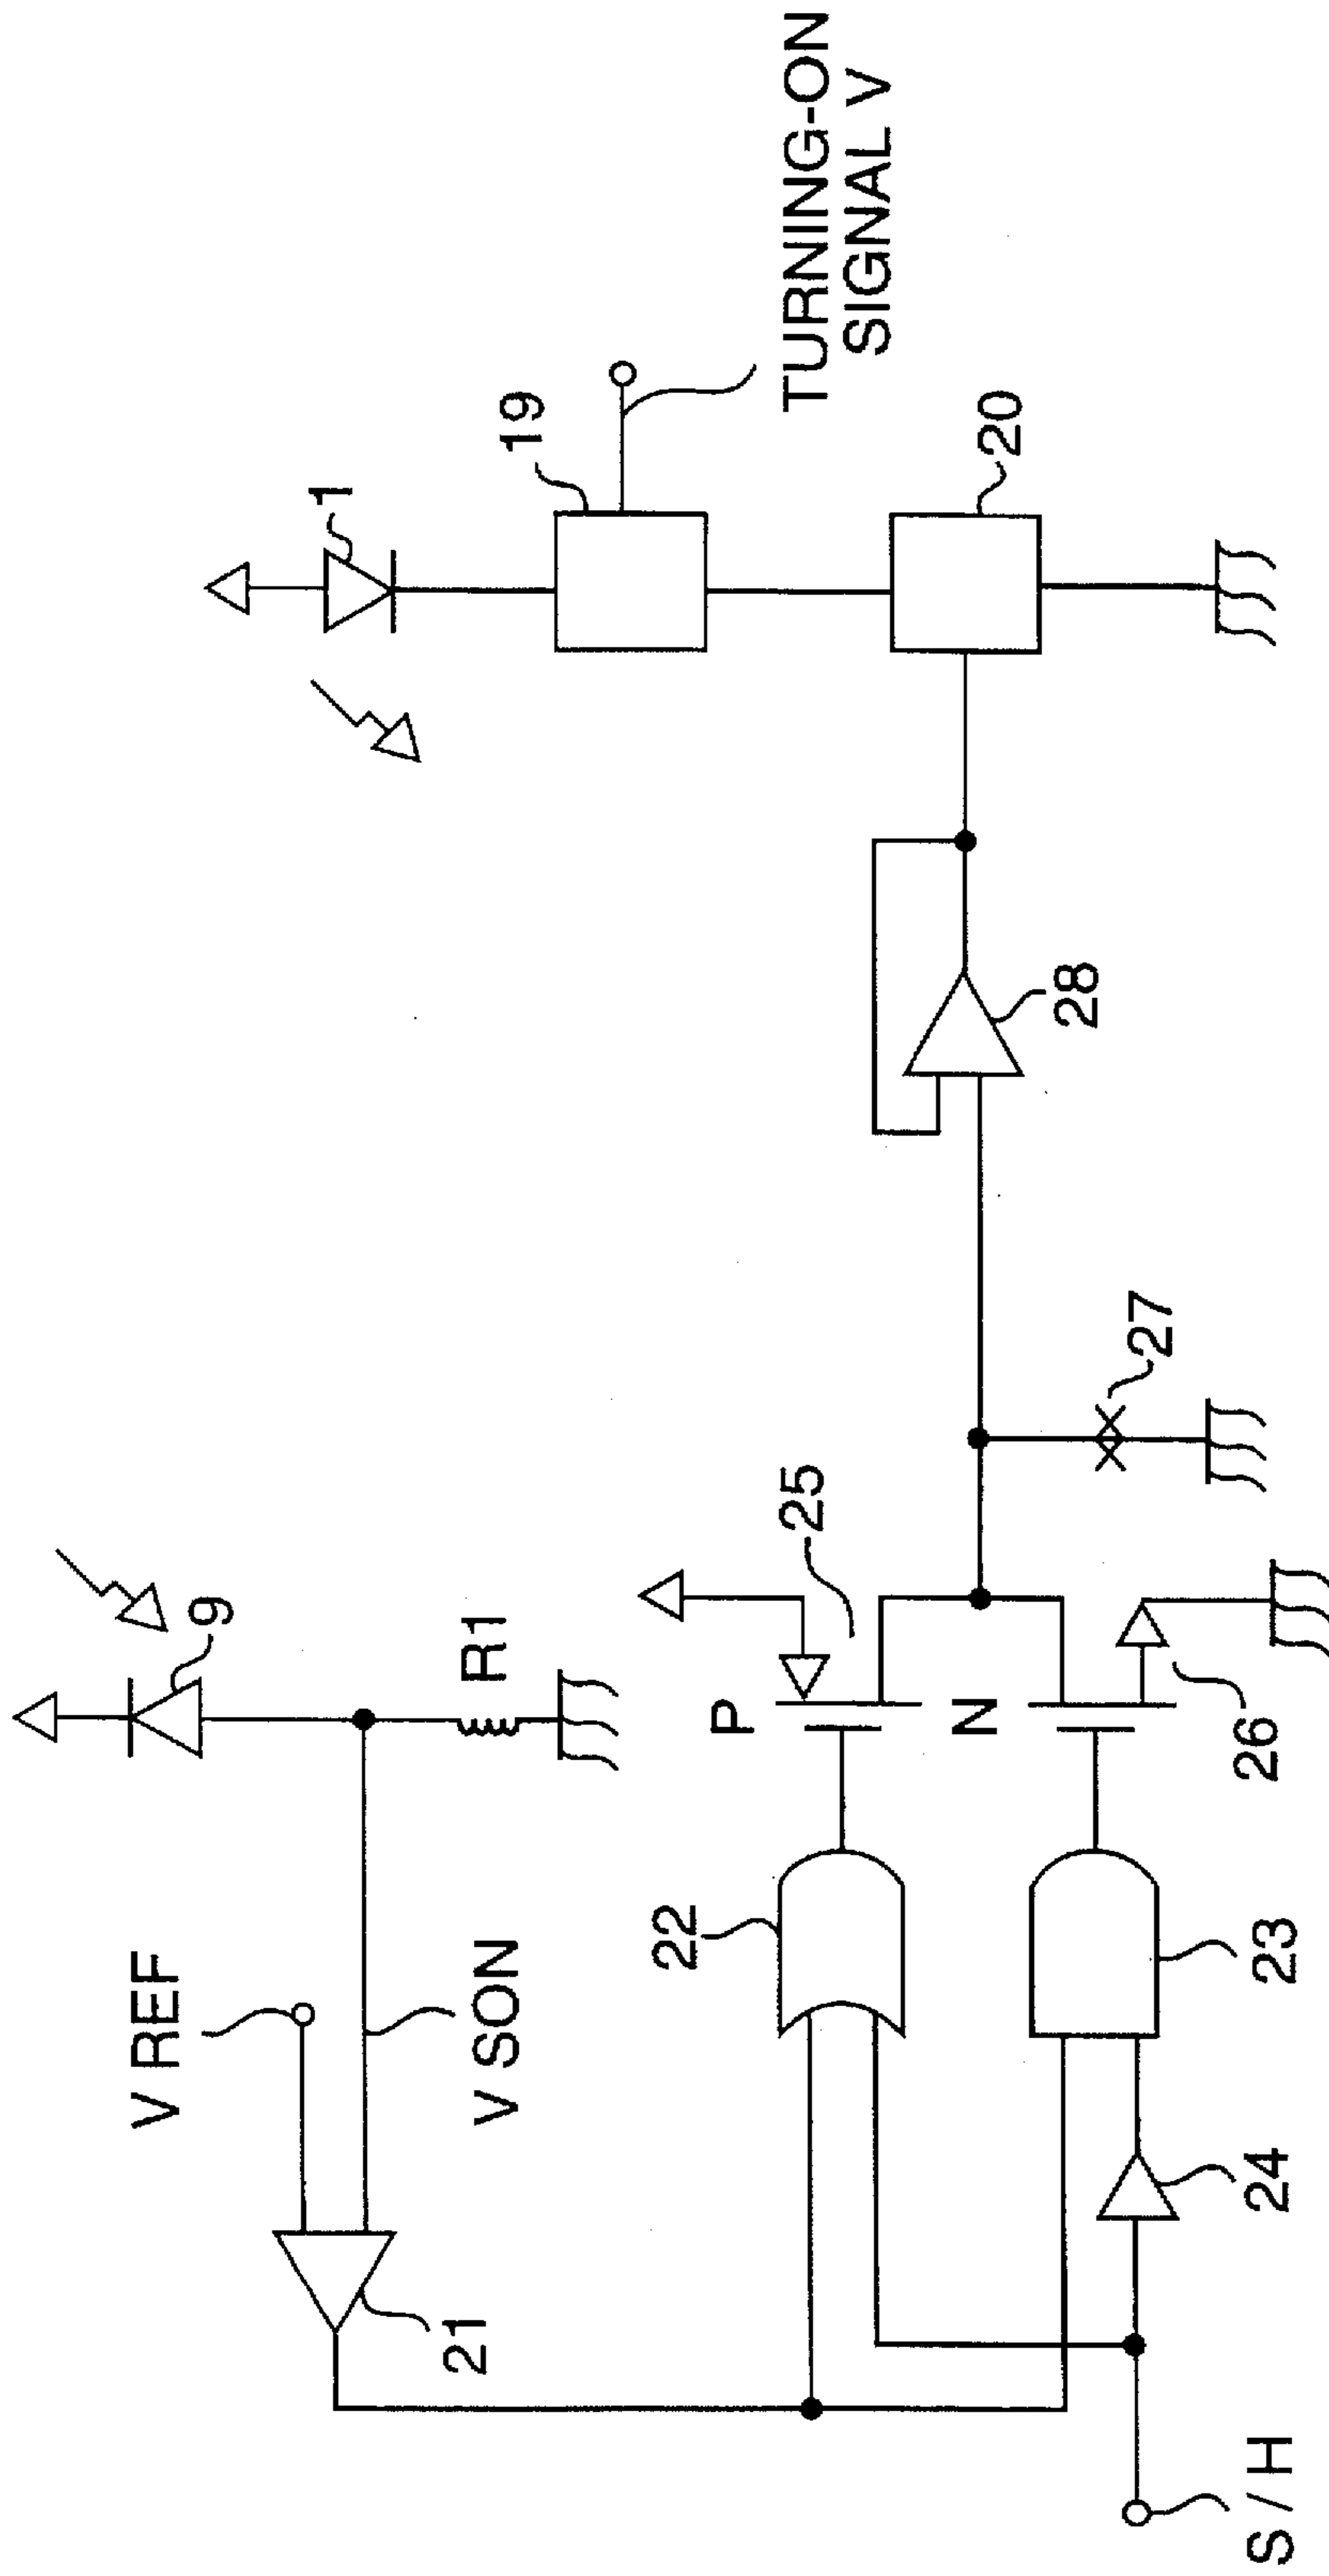 V REF
V SON
21
9
R1
22
P
25
N
23
24
26
S / H
27
28
1
19
TURNING-ON
SIGNAL V
20